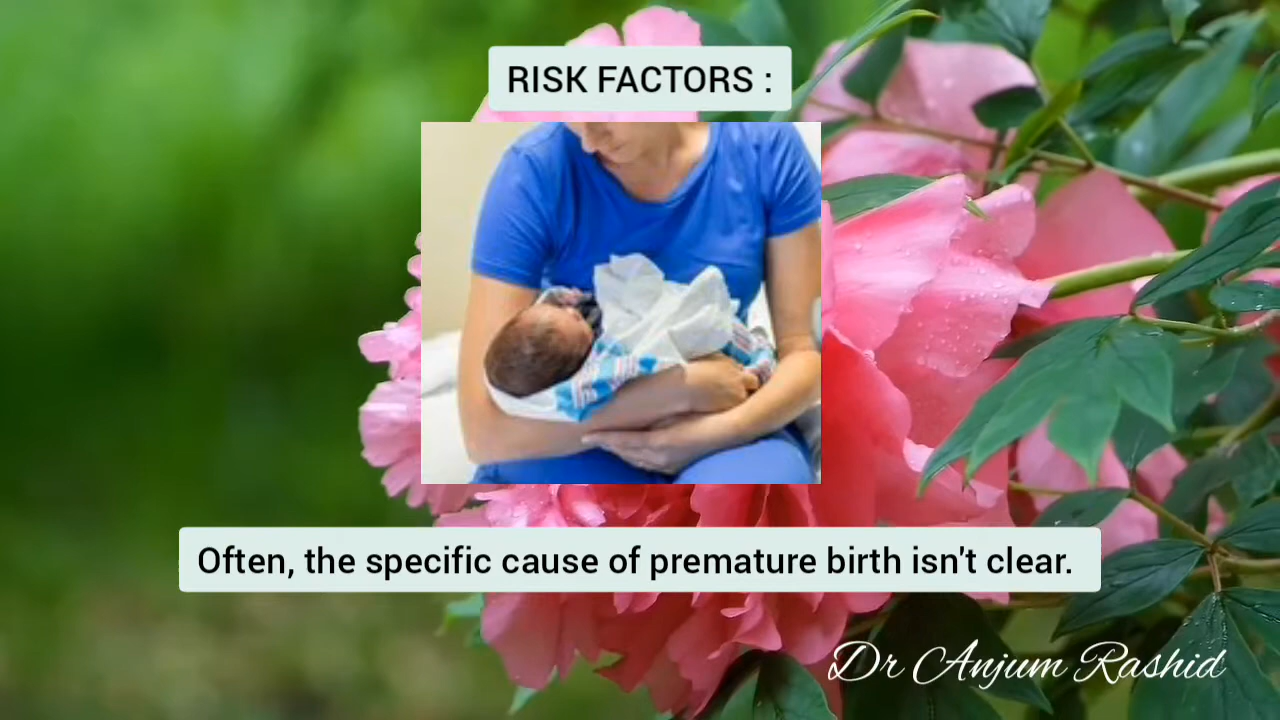 RISK FACTORS :
Often, the specific cause of premature birth isn't clear.
Dr Anjum Rashid